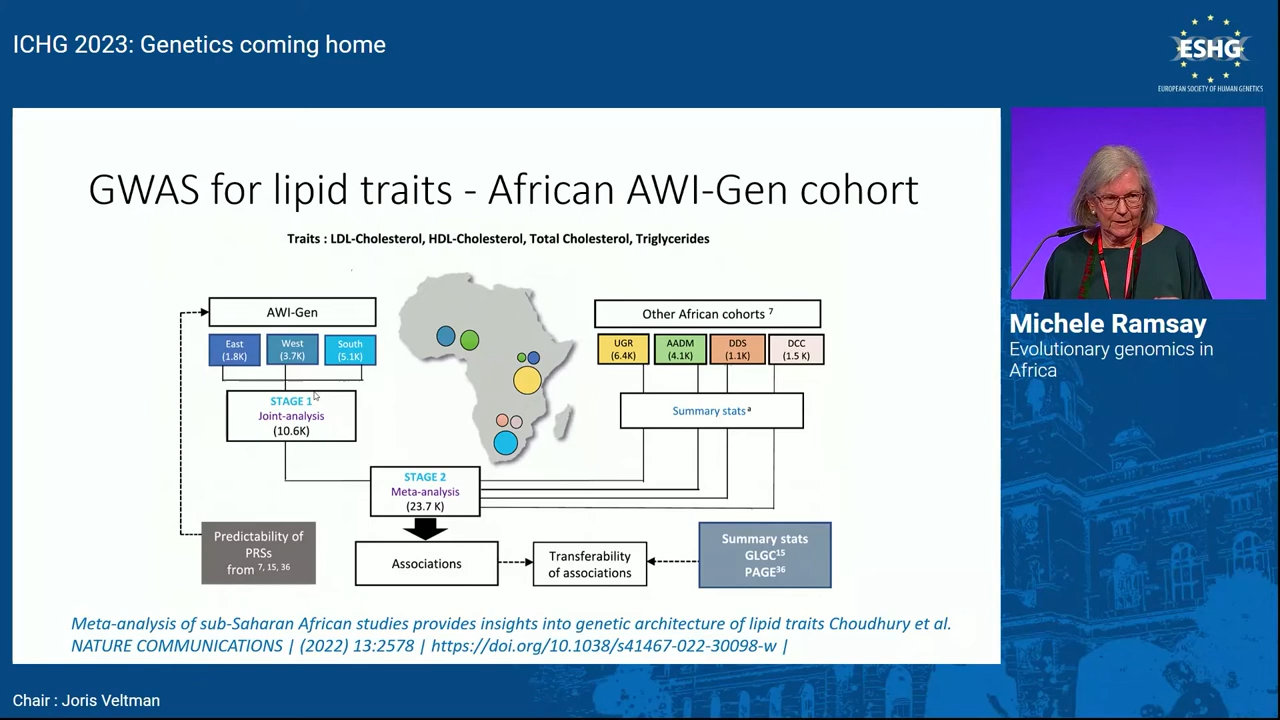 ICHG 2023: Genetics coming home
ESHG
EUROPEAN SOCIETY OF HUMAN GENETICS
GWAS for lipid traits - African AWI-Gen cohort
Traits : LDL-Cholesterol, HDL-Cholesterol, Total Cholesterol, Triglycerides
AWI-Gen
East
(1.8K)
West
(3.7K)
South
(5.1K)
STAGE 1
Joint-analysis
(10.6K)
Other African cohorts ⁷
UGR
(6.4K)
AADM
(4.1K)
DDS
(1.1K)
DCC
(1.5 K)
Summary stats ᵃ
STAGE 2
Meta-analysis
(23.7 K)
Predictability of
PRSs
from ⁷, ¹⁵, ³⁶
Associations
Transferability
of associations
Summary stats
GLGC¹⁵
PAGE³⁶
Meta-analysis of sub-Saharan African studies provides insights into genetic architecture of lipid traits Choudhury et al.
NATURE COMMUNICATIONS | (2022) 13:2578 | https://doi.org/10.1038/s41467-022-30098-w |
Michele Ramsay
Evolutionary genomics in
Africa
Chair : Joris Veltman